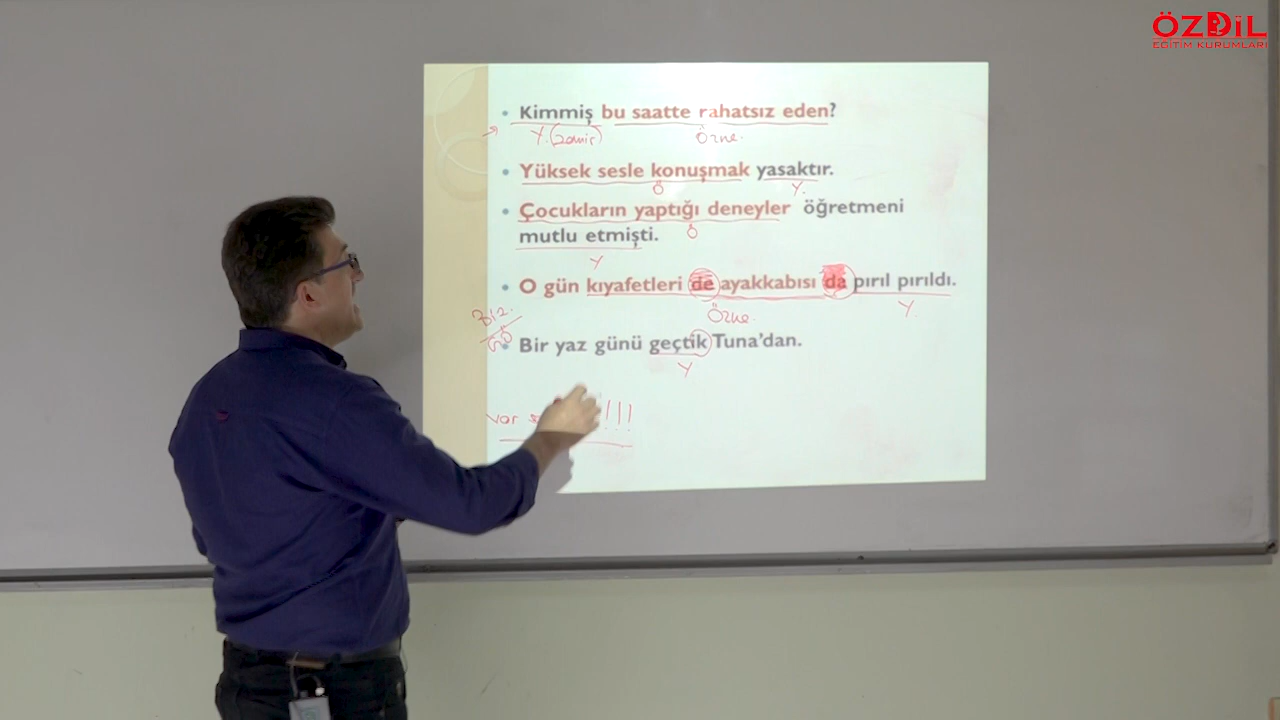 ÖZDİL
EĞİTİM KURUMLARI
• Kimmiş bu saatte rahatsız eden?
Y. (zamir) Özne.
• Yüksek sesle konuşmak yasaktır.
Ö Y.
• Çocukların yaptığı deneyler öğretmeni
Ö
mutlu etmişti.
Y
• O gün kıyafetleri de ayakkabısı da pırıl pırıldı.
Özne. Y.
Biz.
GÖ
• Bir yaz günü geçtik Tuna'dan.
Y
var !!!